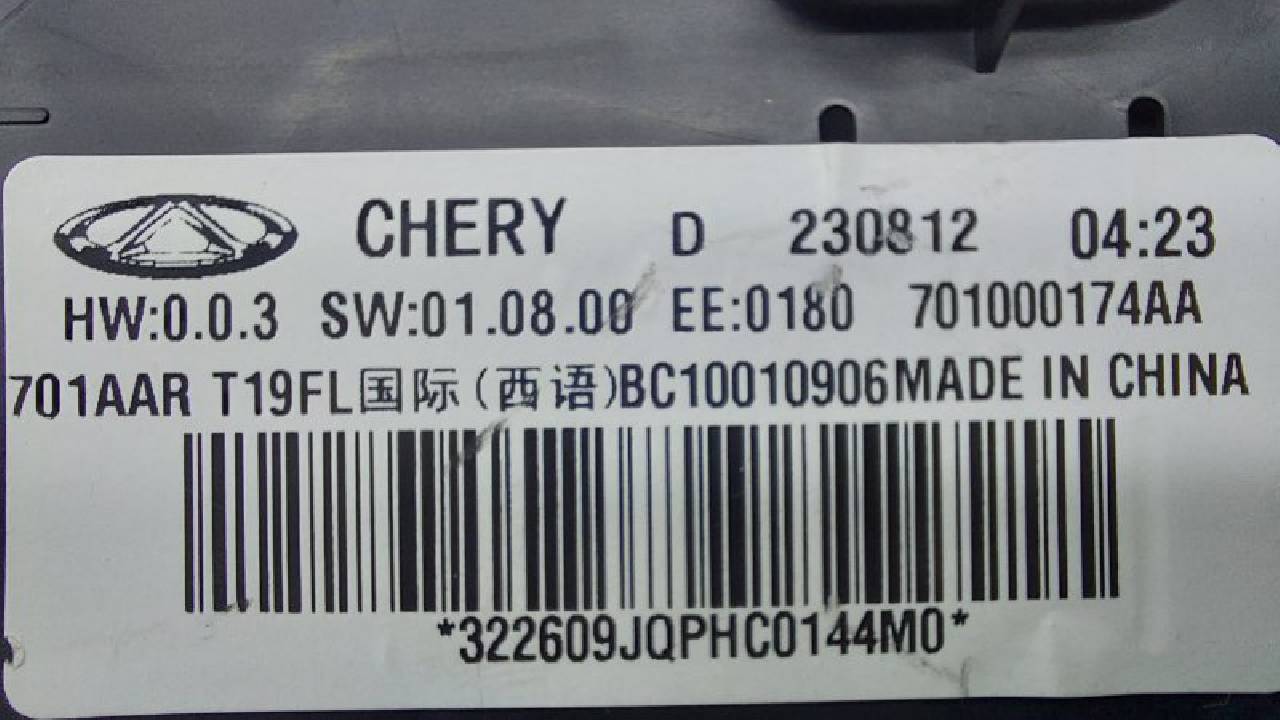 CHERY D 230812 04:23
HW:0.0.3 SW:01.08.00 EE:0180 701000174AA
701AAR T19FL国际(西语)BC10010906MADE IN CHINA
*322609JQPHC0144M0*